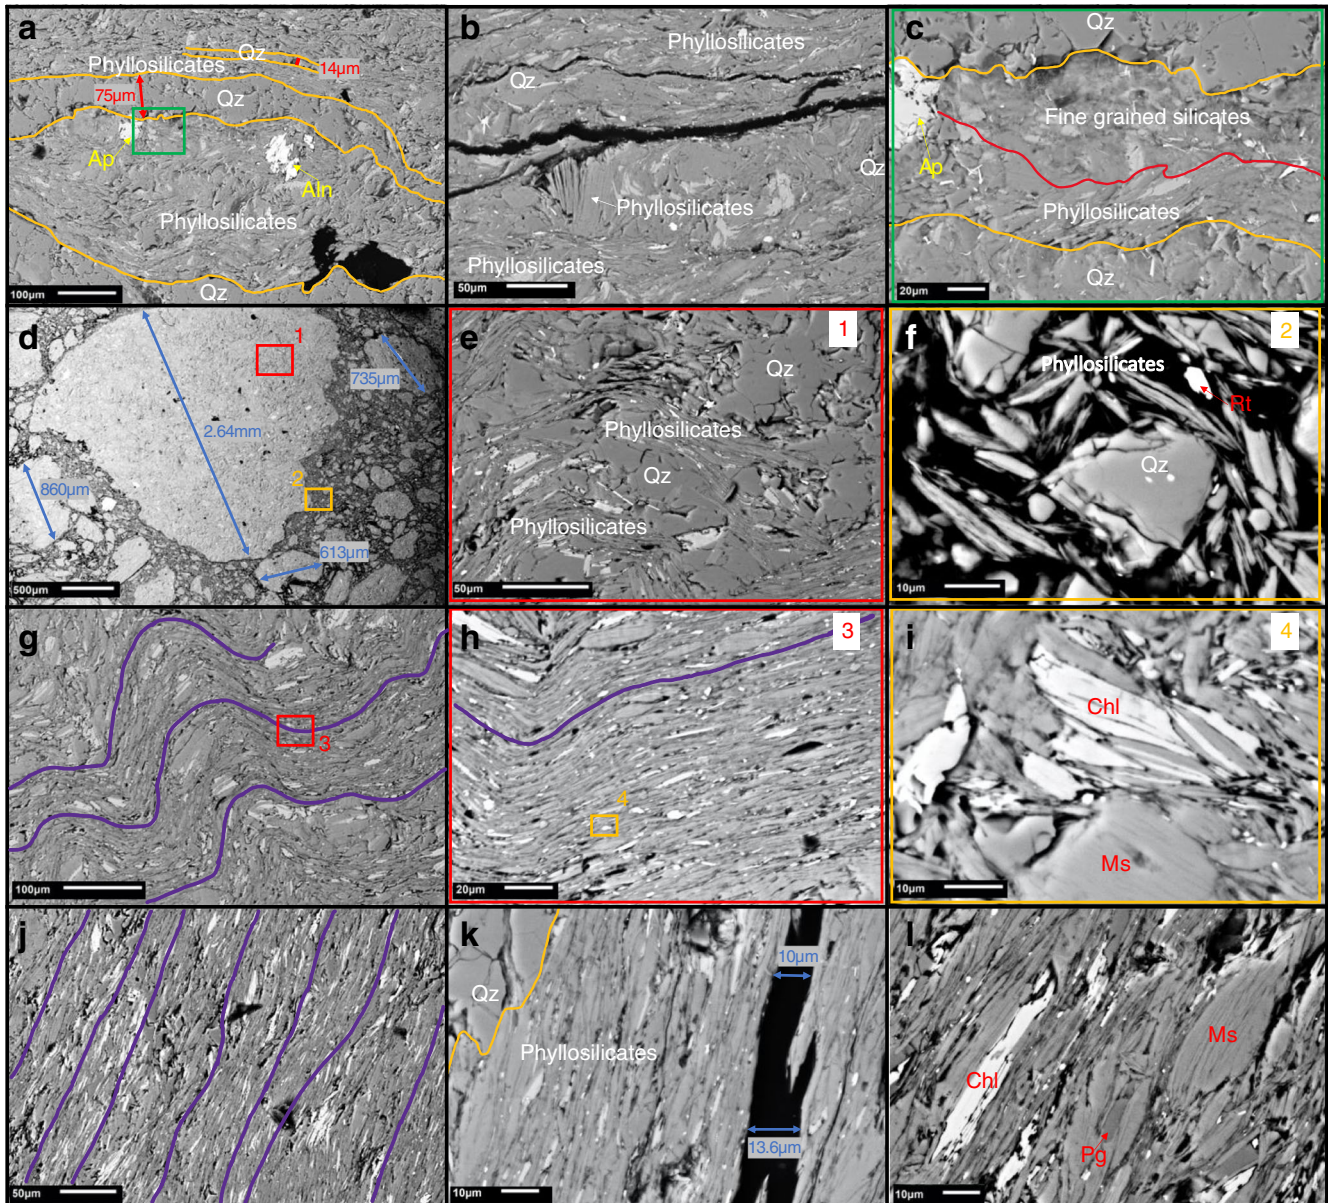 a
Qz
Phyllosilicates
14µm
75µm
Qz
Ap
Aln
Phyllosilicates
Qz
100µm
b
Phyllosilicates
Qz
Qz
Phyllosilicates
Phyllosilicates
50µm
c
Qz
Fine grained silicates
Ap
Phyllosilicates
Qz
20µm
d
1
735µm
2.64mm
860µm
2
613µm
500µm
e
1
Qz
Phyllosilicates
Qz
Phyllosilicates
50µm
f
2
Phyllosilicates
Rt
Qz
10µm
g
3
100µm
h
3
4
20µm
i
4
Chl
Ms
10µm
j
50µm
k
10µm
Qz
Phyllosilicates
13.6µm
10µm
l
Ms
Chl
Pg
10µm